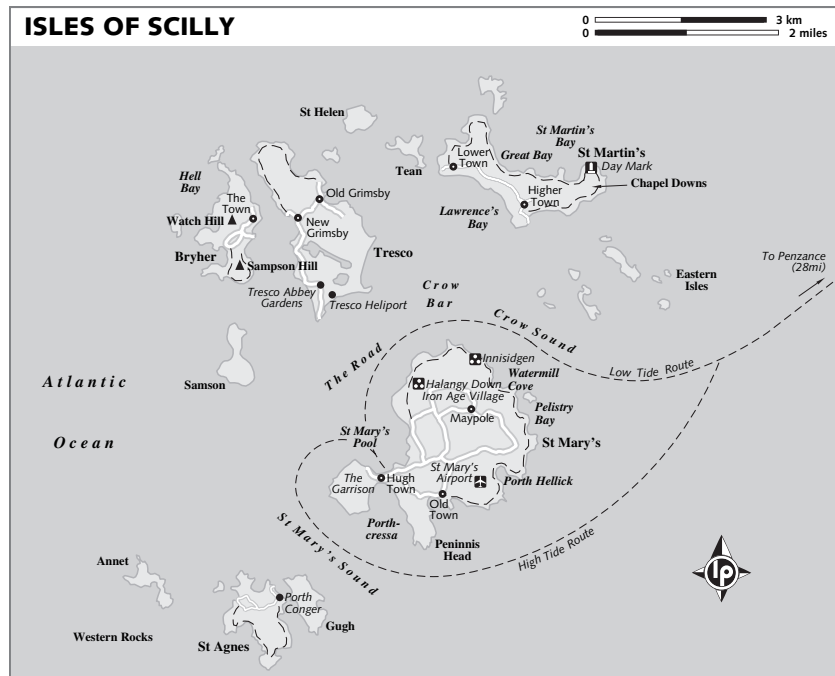 ISLES OF SCILLY
0 3 km
0 2 miles
St Helen
St Martin's
Bay
Great Bay
St Martin's
Day Mark
Lower
Town
Tean
Chapel Downs
Higher
Town
Lawrence's
Bay
Hell
Bay
The
Town
Old Grimsby
Watch Hill
New
Grimsby
Bryher
Sampson Hill
Tresco
Tresco Abbey
Gardens
Tresco Heliport
Crow
Bar
Eastern
Isles
To Penzance
(28mi)
Crow Sound
Low Tide Route
The Road
Innisidgen
Watermill
Cove
Halangy Down
Iron Age Village
Maypole
Pelistry
Bay
Samson
Atlantic
Ocean
St Mary's
Pool
St Mary's
The
Garrison
Hugh
Town
St Mary's
Airport
Porth Hellick
Old
Town
Porth-
cressa
Peninnis
Head
St Mary's Sound
High Tide Route
lp
Annet
Porth
Conger
Gugh
Western Rocks
St Agnes